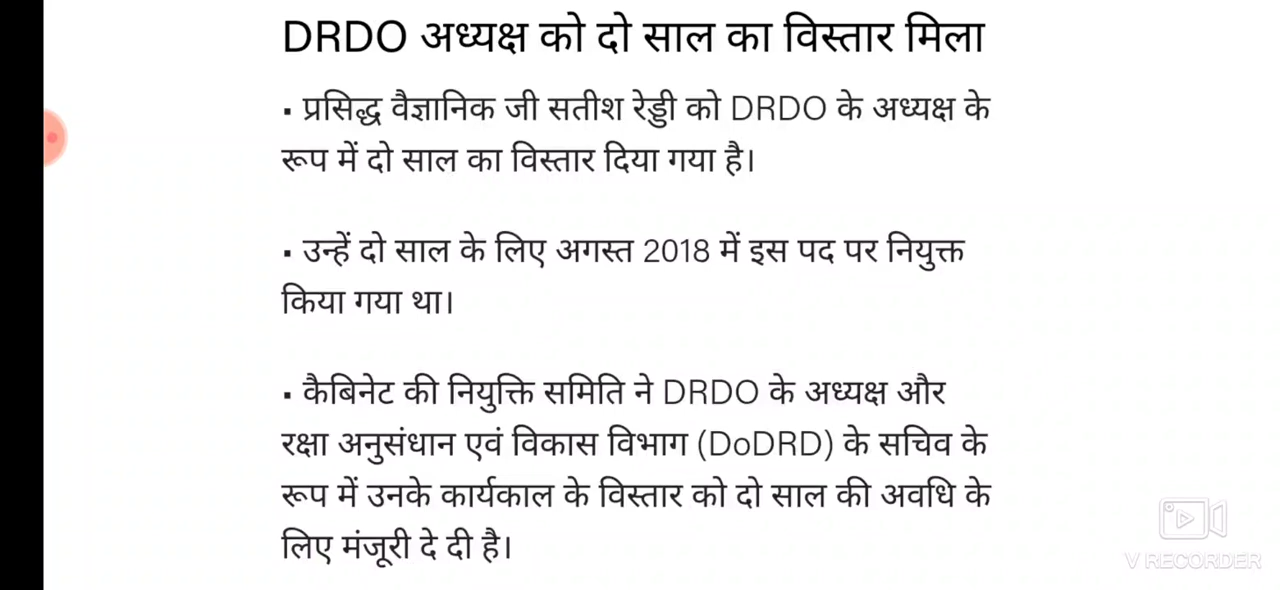 DRDO अध्यक्ष को दो साल का विस्तार मिला
▪ प्रसिद्ध वैज्ञानिक जी सतीश रेड्डी को DRDO के अध्यक्ष के
रूप में दो साल का विस्तार दिया गया है।
▪ उन्हें दो साल के लिए अगस्त 2018 में इस पद पर नियुक्त
किया गया था।
▪ कैबिनेट की नियुक्ति समिति ने DRDO के अध्यक्ष और
रक्षा अनुसंधान एवं विकास विभाग (DoDRD) के सचिव के
रूप में उनके कार्यकाल के विस्तार को दो साल की अवधि के
लिए मंजूरी दे दी है।
V RECORDER